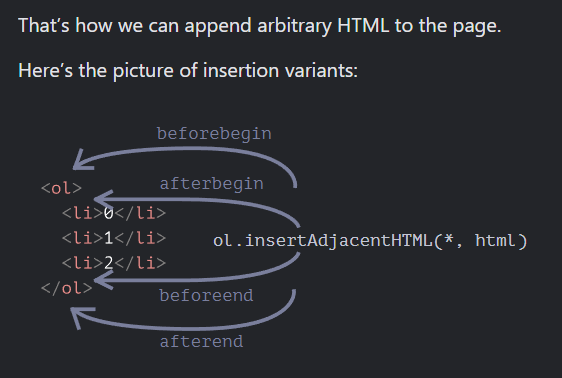 That’s how we can append arbitrary HTML to the page.
Here’s the picture of insertion variants:
beforebegin
<ol>
afterbegin
<li>0</li>
<li>1</li>
ol.insertAdjacentHTML(*, html)
<li>2</li>
</ol>
beforeend
afterend